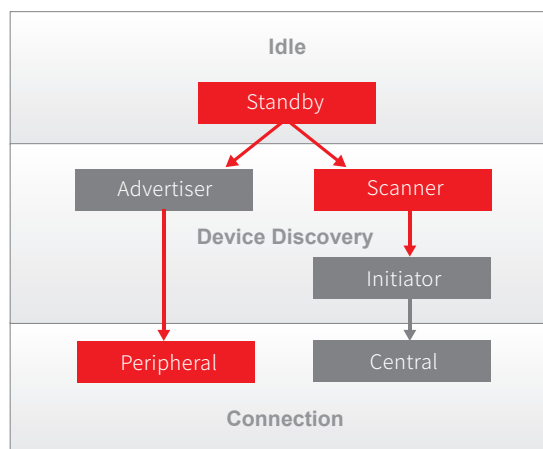 Idle
Standby
Advertiser
Scanner
Device Discovery
Initiator
Peripheral
Central
Connection